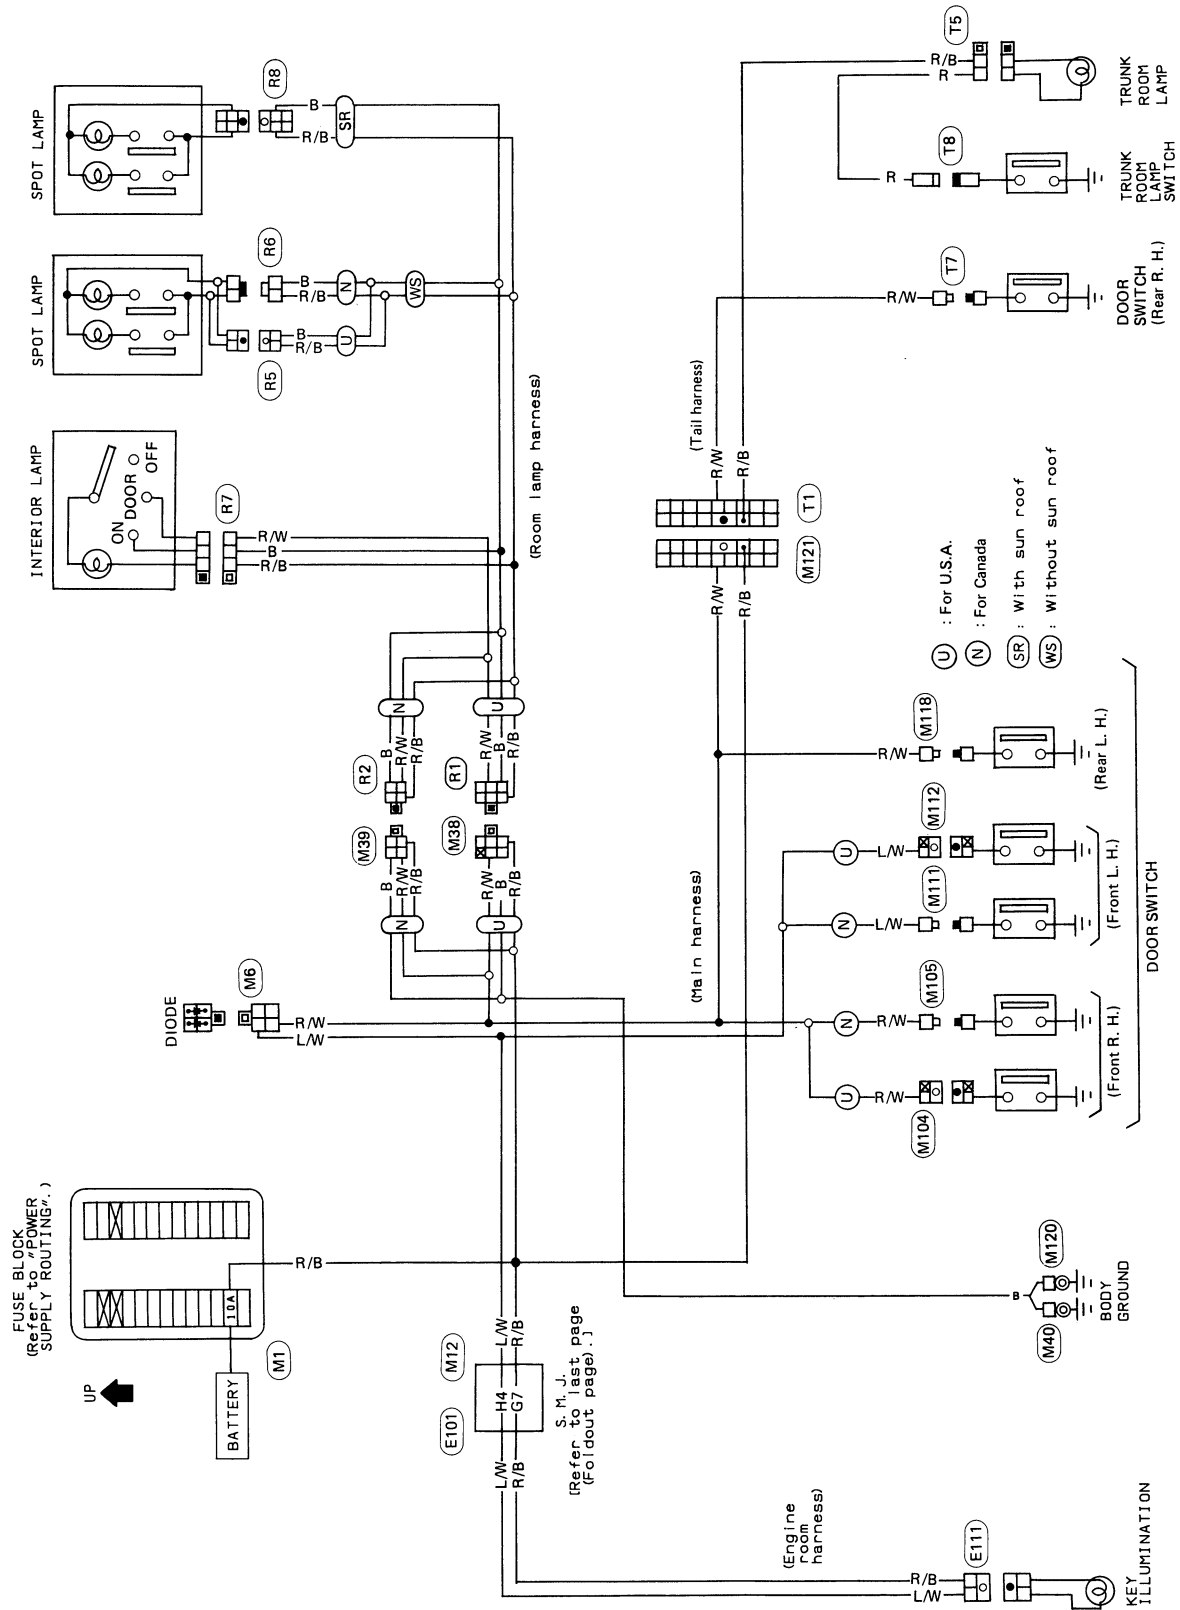 FUSE BLOCK
(Refer to "POWER
SUPPLY ROUTING".)
UP
BATTERY
10A
M1
R/B
DIODE
M6
R/W
L/W
INTERIOR LAMP
ON
DOOR
OFF
R7
R/W
B
R/B
SPOT LAMP
R5
R6
B
R/B
N
B
R/B
U
WS
SPOT LAMP
R8
B
R/B
SR
(Room lamp harness)
M39
R2
B
R/W
R/B
N
B
R/W
R/B
N
M38
R1
R/W
B
R/B
U
R/W
B
R/B
U
E101
M12
L/W
R/B
H4
G7
L/W
R/B
S. M. J.
[Refer to last page
(Foldout page).]
(Main harness)
(Tail harness)
R/W
R/B
M121
T1
R/W
R/B
(Engine
room
harness)
R/B
L/W
E111
KEY
ILLUMINATION
B
M40
M120
BODY
GROUND
U
R/W
M104
N
R/W
M105
(Front R. H.)
N
L/W
M111
U
L/W
M112
(Front L. H.)
R/W
M118
(Rear L. H.)
DOOR SWITCH
U : For U.S.A.
N : For Canada
SR : With sun roof
WS : Without sun roof
R/W
T7
DOOR
SWITCH
(Rear R. H.)
R
T8
TRUNK
ROOM
LAMP
SWITCH
R/B
R
T5
TRUNK
ROOM
LAMP